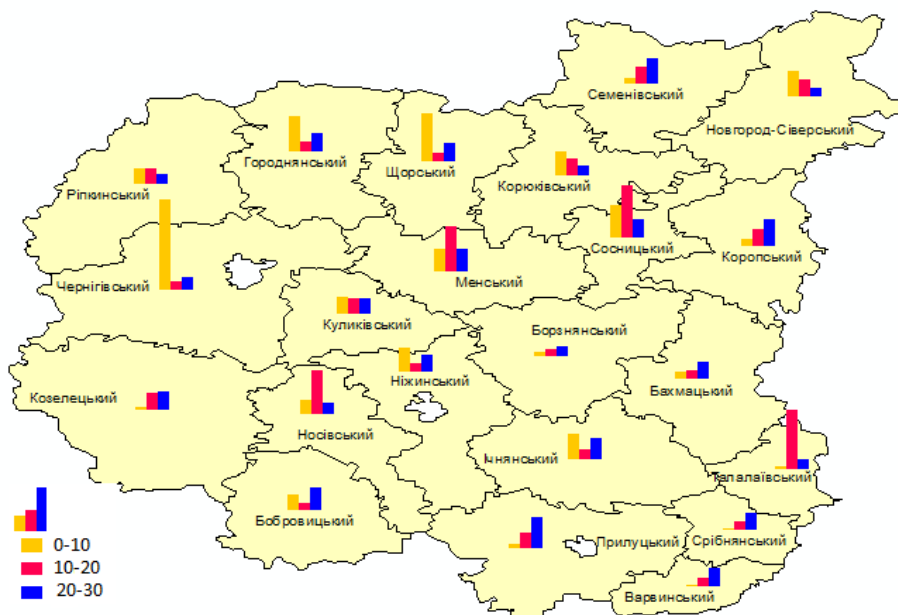 Семенівський
Новгород-Сіверський
Городнянський
Щорський
Корюківський
Ріпкинський
Сосницький
Коропський
Чернігівський
Менський
Куликівський
Борзнянський
Ніжинський
Бахмацький
Козелецький
Носівський
Ічнянський
Талалаївський
Бобровицький
Прилуцький
Срібнянський
Варвинський
0-10
10-20
20-30